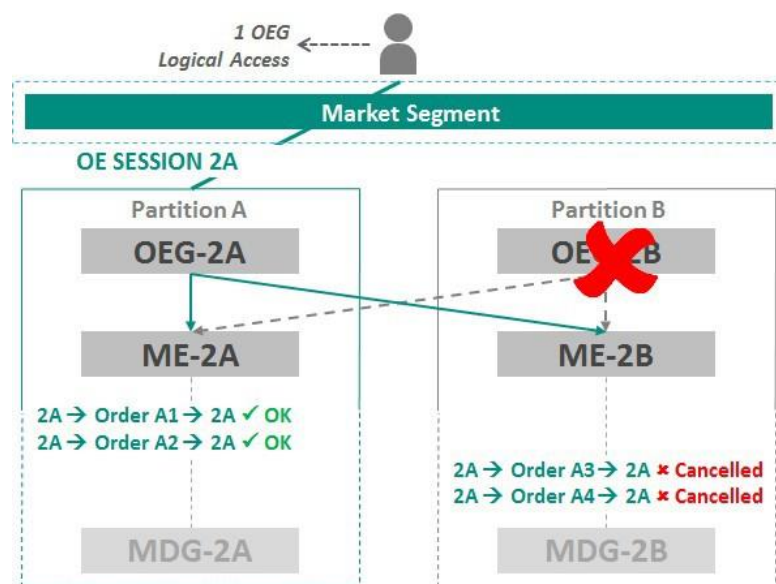 1 OEG
Logical Access
Market Segment
OE SESSION 2A
Partition A
Partition B
OEG-2A
OE 2B
ME-2A
ME-2B
2A → Order A1 → 2A ✓ OK
2A → Order A2 → 2A ✓ OK
2A → Order A3 → 2A ✘ Cancelled
2A → Order A4 → 2A ✘ Cancelled
MDG-2A
MDG-2B